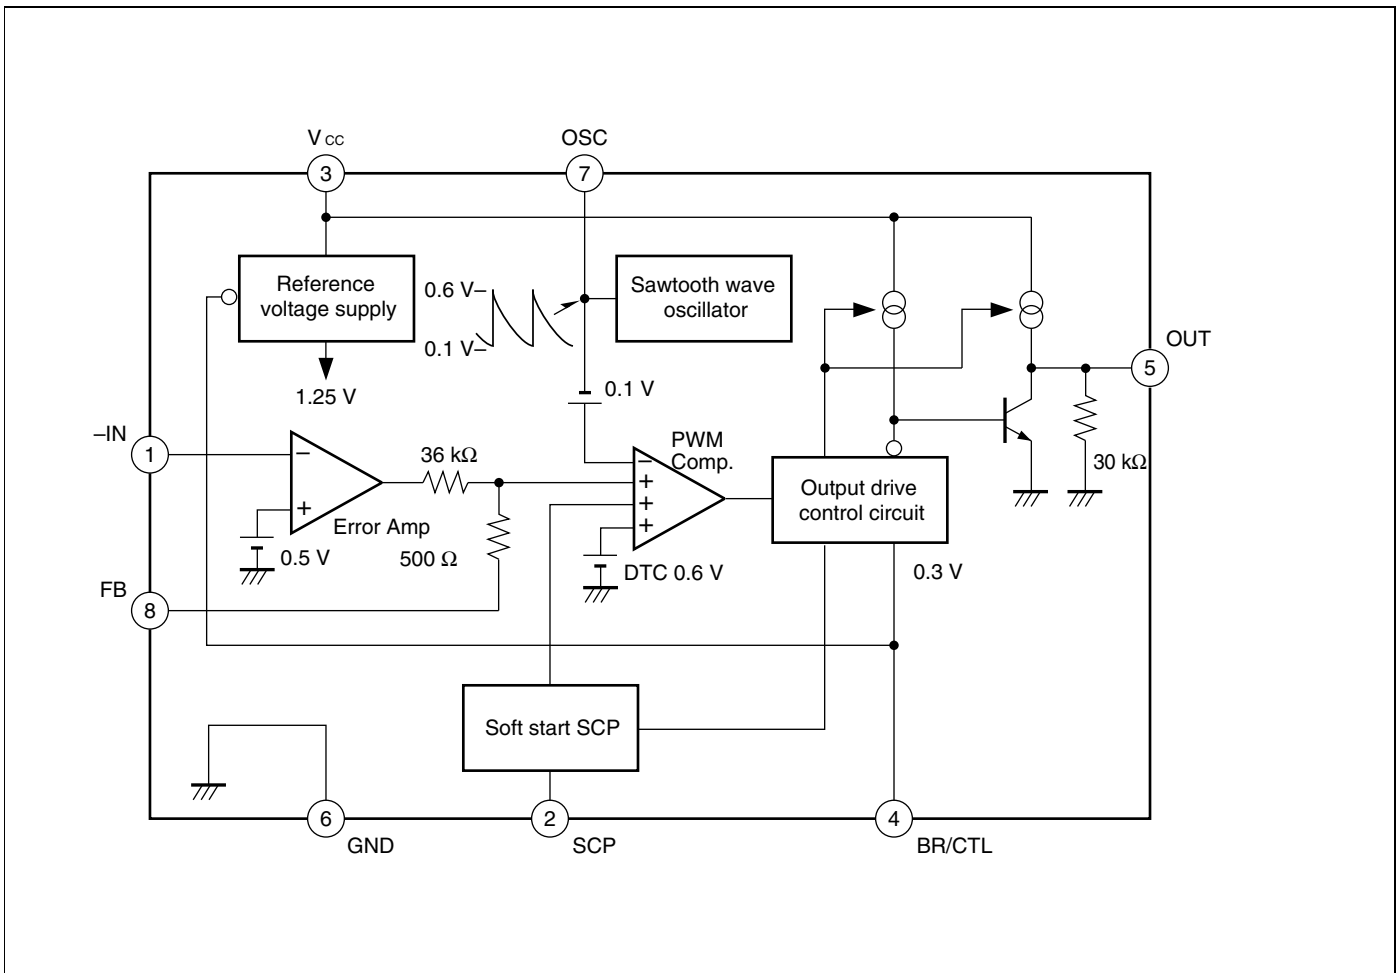 V CC
OSC
3
7
Reference
voltage supply
0.6 V–
0.1 V–
Sawtooth wave
oscillator
OUT
5
1.25 V
0.1 V
–IN
1
–
+
36 kΩ
Error Amp
0.5 V
500 Ω
PWM
Comp.
–
+
+
+
DTC 0.6 V
Output drive
control circuit
30 kΩ
0.3 V
FB
8
Soft start SCP
6
GND
2
SCP
4
BR/CTL